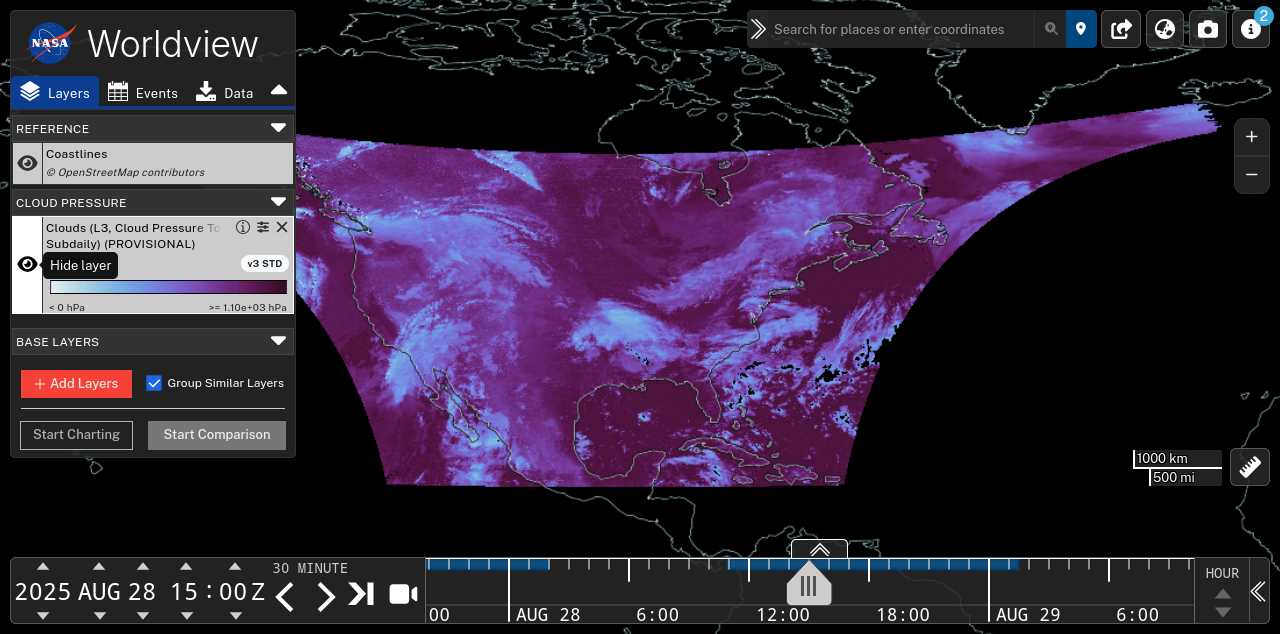 NASA
Worldview
Layers
Events
Data
REFERENCE
Coastlines
© OpenStreetMap contributors
CLOUD PRESSURE
Clouds (L3, Cloud Pressure To
Subdaily) (PROVISIONAL)
Hide layer
v3 STD
< 0 hPa
>= 1.10e+03 hPa
BASE LAYERS
+ Add Layers
Group Similar Layers
Start Charting
Start Comparison
Search for places or enter coordinates
2
+
−
1000 km
500 mi
2025 AUG 28 15 : 00 Z
30 MINUTE
00
AUG 28
6:00
12:00
18:00
AUG 29
6:00
HOUR